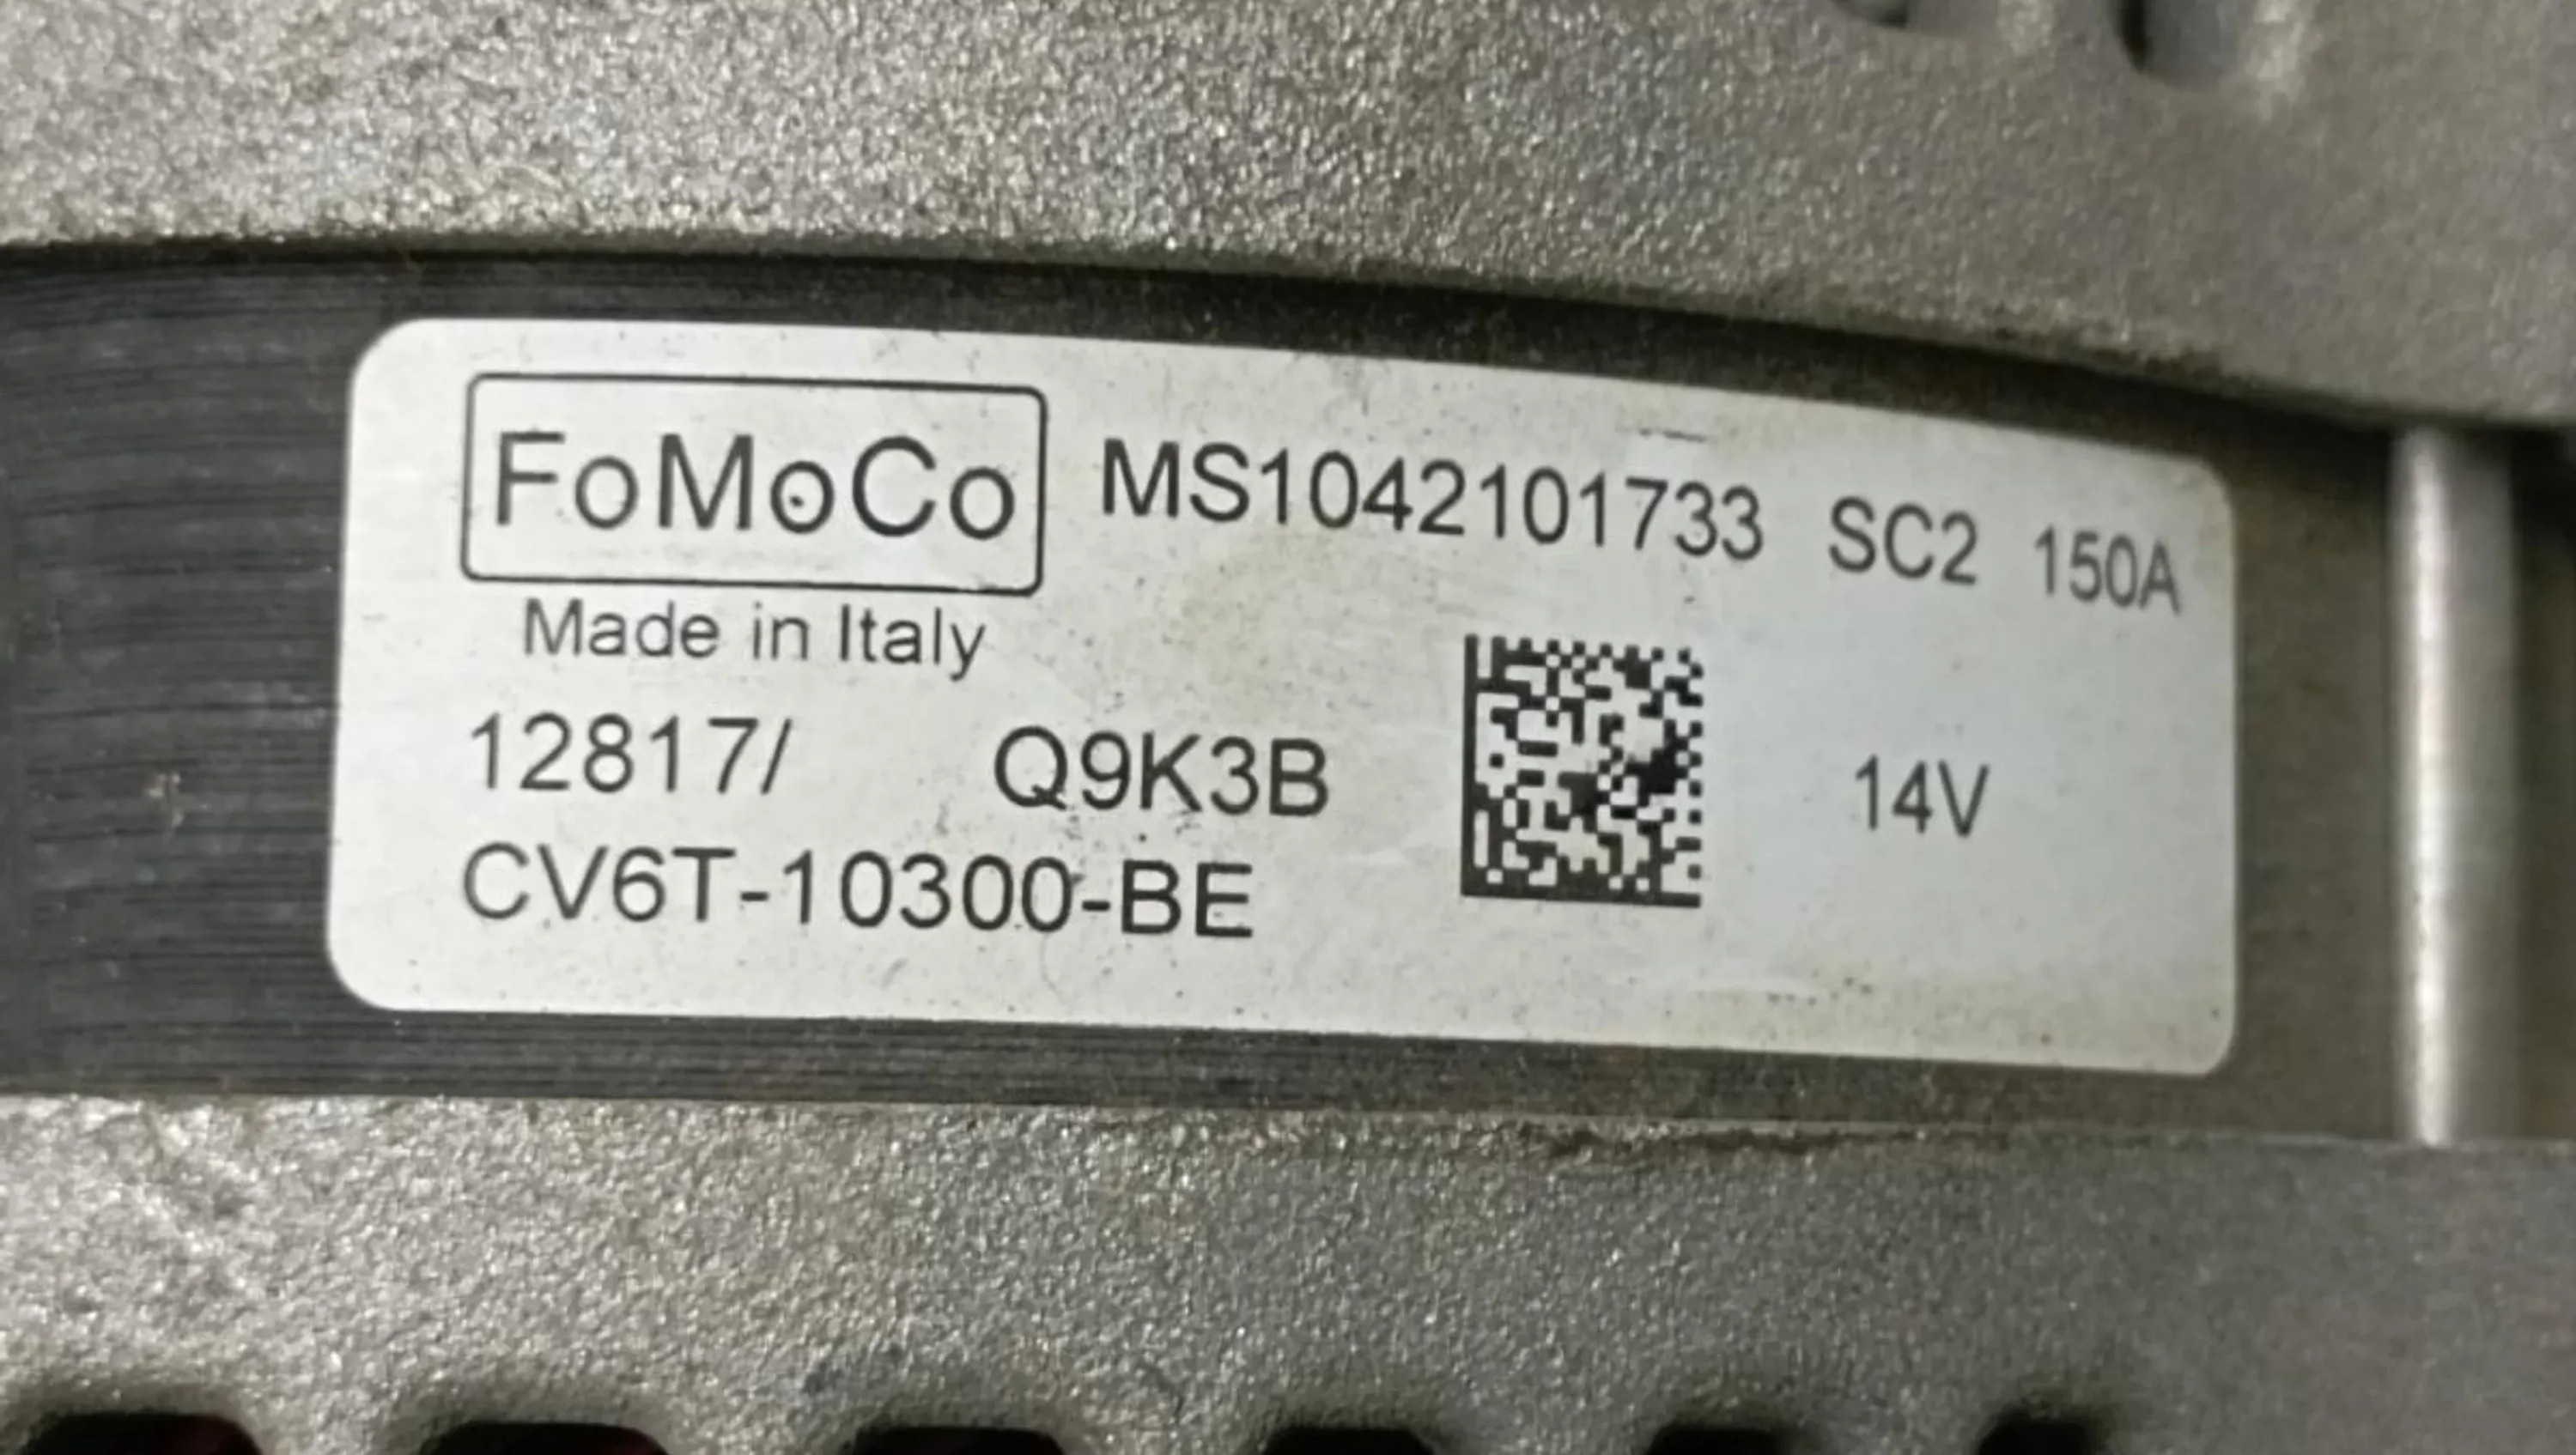 FoMoCo MS1042101733 SC2 150A
Made in Italy
12817/ Q9K3B 14V
CV6T-10300-BE